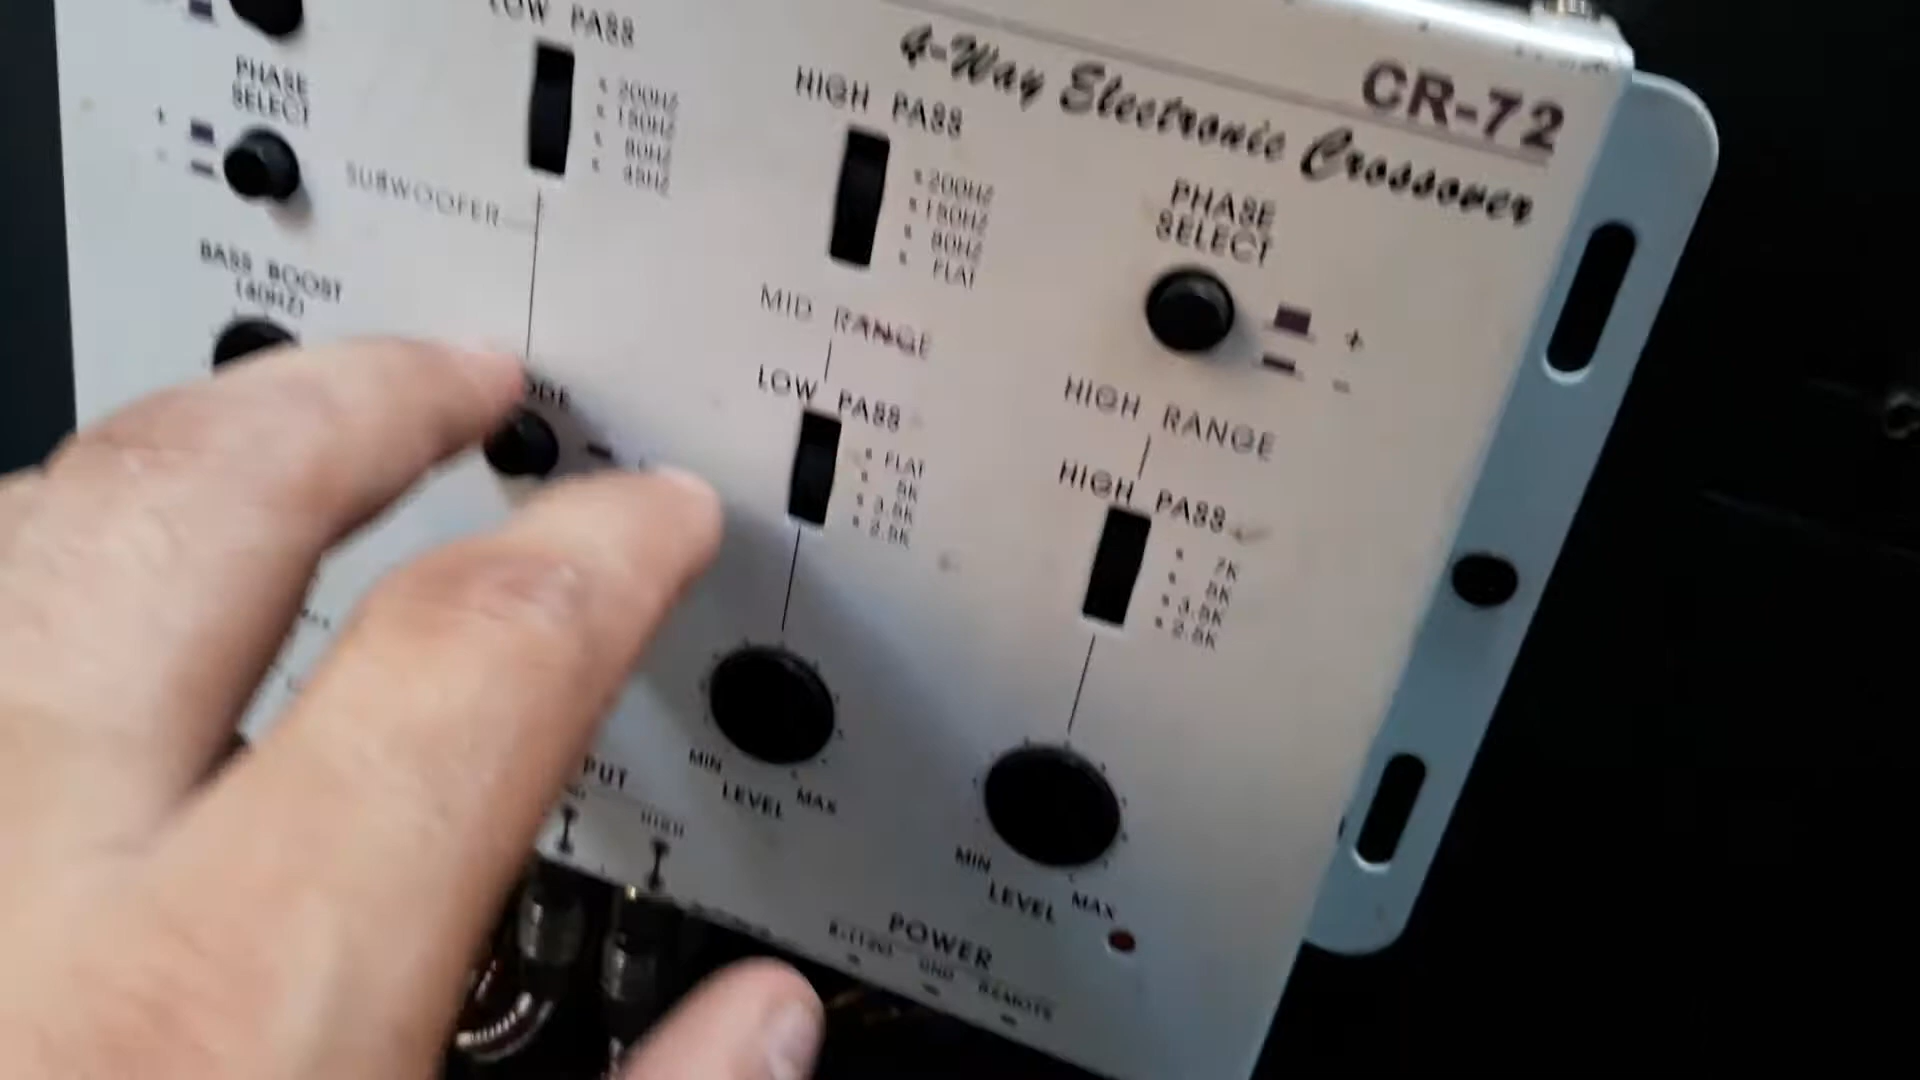 LOW PASS
4-Way Electronic Crossover
CR-72
PHASE
SELECT
+
-
200HZ
150HZ
80HZ
45HZ
HIGH PASS
200HZ
150HZ
80HZ
FLAT
SUBWOOFER
PHASE
SELECT
+
-
BASS BOOST
(40HZ)
MID RANGE
LOW PASS
FLAT
5K
3.5K
2.5K
HIGH RANGE
HIGH PASS
7K
5K
3.5K
2.5K
MIN
MAX
LEVEL
MIN
MAX
LEVEL
HIGH
POWER
GND
REMOTE